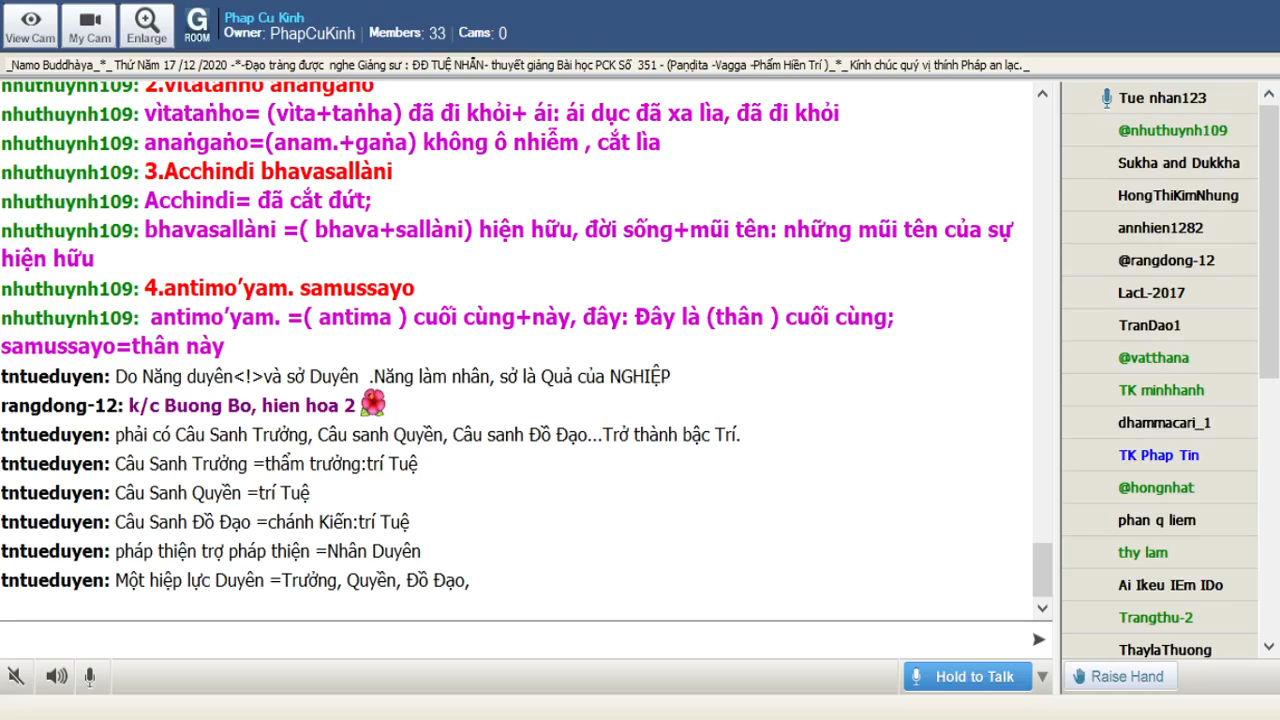 View Cam
My Cam
Enlarge
G
ROOM
Phap Cu Kinh
Owner: PhapCuKinh Members: 33 Cams: 0
_Namo Buddhàya_*_ Thứ Năm 17 /12 /2020 -*-Đạo tràng được nghe Giảng sư : ĐĐ TUỆ NHẪN- thuyết giảng Bài học PCK Số 351 - (Paṇḍita -Vagga -Phẩm Hiền Trí )_*_ Kính chúc quý vị thính Pháp an lạc._
nhuthuynh109: 2.vìtataṅho anaṅgaṅo
nhuthuynh109: vìtataṅho= (vìta+taṅha) đã đi khỏi+ ái: ái dục đã xa lìa, đã đi khỏi
nhuthuynh109: anaṅgaṅo=(anam.+gaṅa) không ô nhiễm , cắt lìa
nhuthuynh109: 3.Acchindi bhavasallàni
nhuthuynh109: Acchindi= đã cắt đứt;
nhuthuynh109: bhavasallàni =( bhava+sallàni) hiện hữu, đời sống+mũi tên: những mũi tên của sự
hiện hữu
nhuthuynh109: 4.antimo’yam. samussayo
nhuthuynh109: antimo’yam. =( antima ) cuối cùng+này, đây: Đây là (thân ) cuối cùng;
samussayo=thân này
tntueduyen: Do Năng duyên<!>và sở Duyên .Năng làm nhân, sở là Quả của NGHIỆP
rangdong-12: k/c Buong Bo, hien hoa 2
tntueduyen: phải có Câu Sanh Trưởng, Câu sanh Quyền, Câu sanh Đồ Đạo...Trở thành bậc Trí.
tntueduyen: Câu Sanh Trưởng =thẩm trưởng:trí Tuệ
tntueduyen: Câu Sanh Quyền =trí Tuệ
tntueduyen: Câu Sanh Đồ Đạo =chánh Kiến:trí Tuệ
tntueduyen: pháp thiện trợ pháp thiện =Nhân Duyên
tntueduyen: Một hiệp lực Duyên =Trưởng, Quyền, Đồ Đạo,
Tue nhan123
@nhuthuynh109
Sukha and Dukkha
HongThiKimNhung
annhien1282
@rangdong-12
LacL-2017
TranDao1
@vatthana
TK minhhanh
dhammacari_1
TK Phap Tin
@hongnhat
phan q liem
thy lam
Ai Ikeu IEm IDo
Trangthu-2
ThaylaThuong
Hold to Talk
Raise Hand